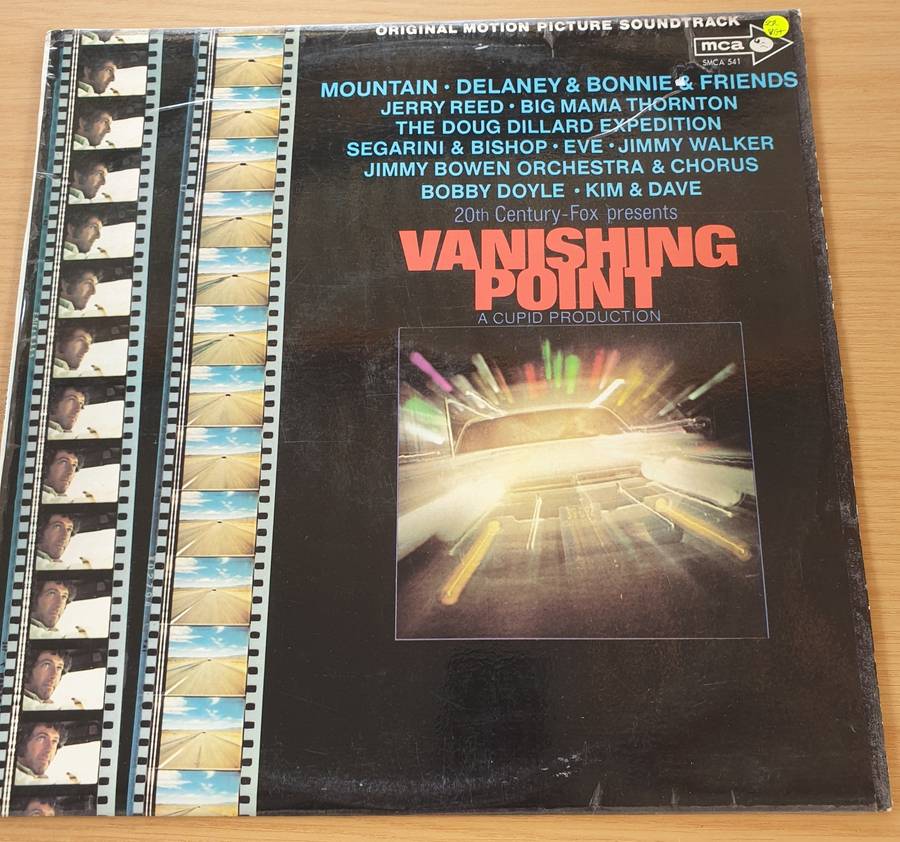 ORIGINAL MOTION PICTURE SOUNDTRACK
mca
SMCA 541
MOUNTAIN • DELANEY & BONNIE & FRIENDS
JERRY REED • BIG MAMA THORNTON
THE DOUG DILLARD EXPEDITION
SEGARINI & BISHOP • EVE • JIMMY WALKER
JIMMY BOWEN ORCHESTRA & CHORUS
BOBBY DOYLE • KIM & DAVE
20th Century-Fox presents
VANISHING
POINT
A CUPID PRODUCTION